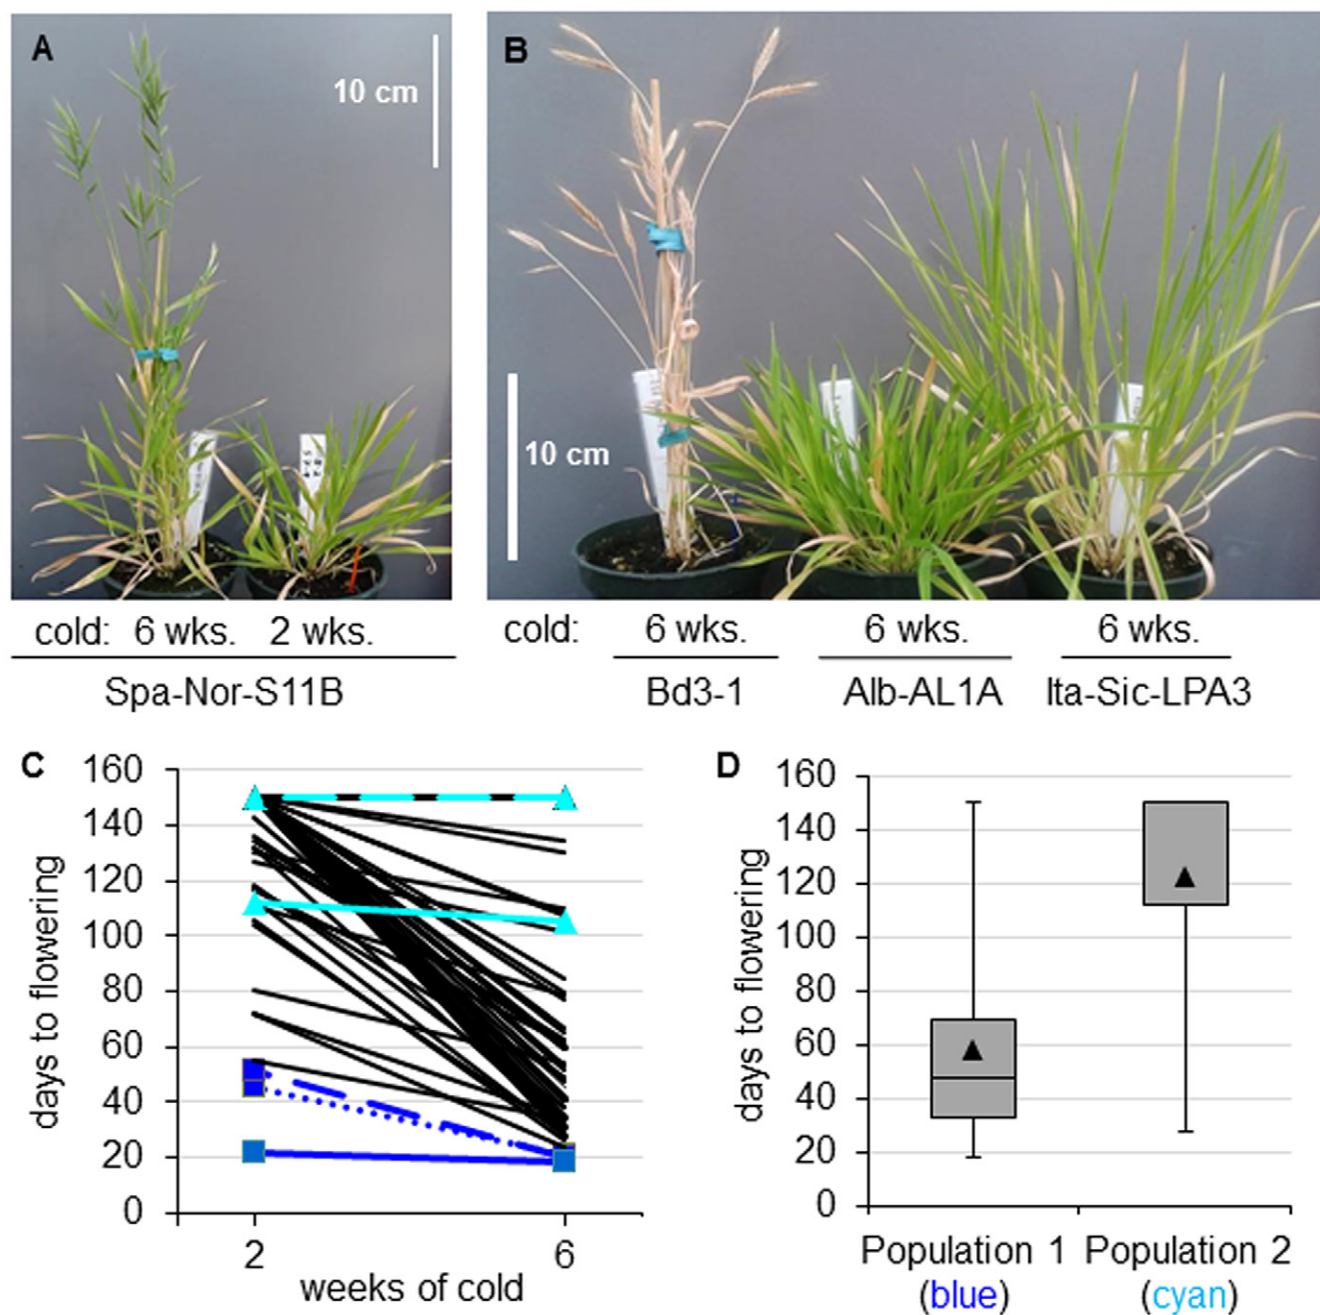 A
10 cm
B
10 cm
cold: 6 wks. 2 wks.
Spa-Nor-S11B
cold: 6 wks. 6 wks. 6 wks.
Bd3-1 Alb-AL1A Ita-Sic-LPA3
C
160
140
120
100
80
60
40
20
0
days to flowering
2 6
weeks of cold
D
160
140
120
100
80
60
40
20
0
days to flowering
Population 1 Population 2
(blue) (cyan)